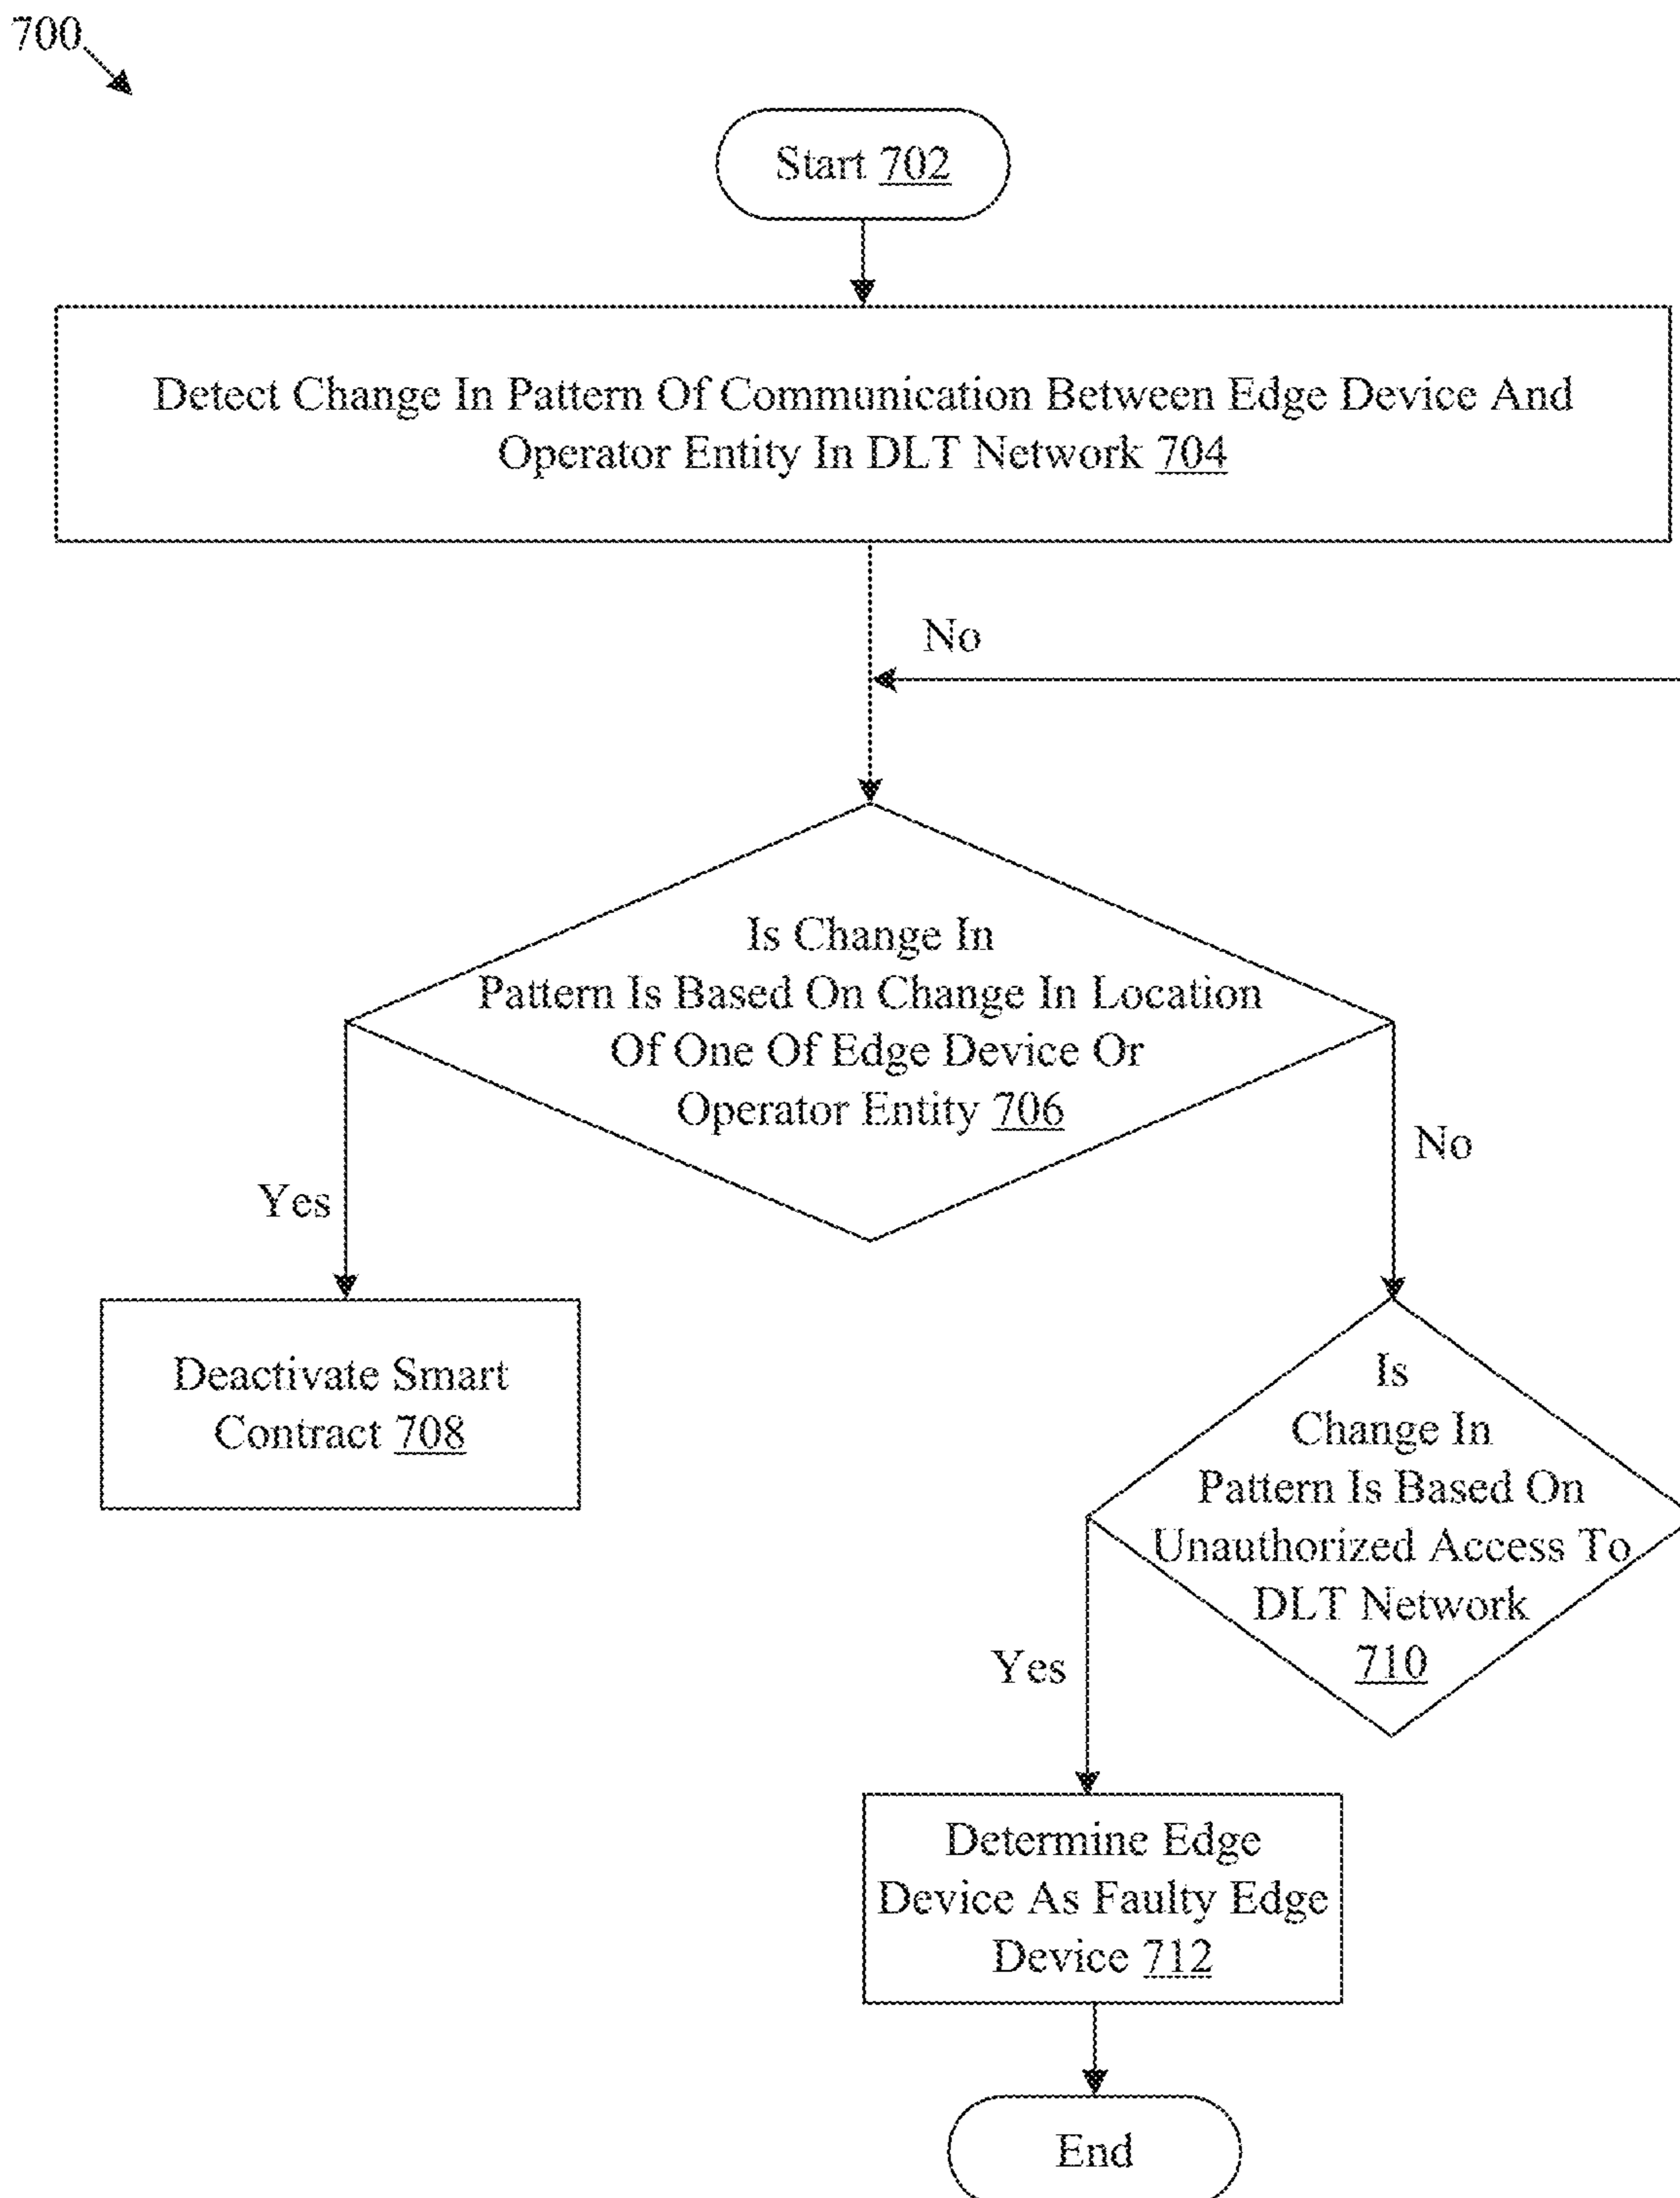 700
Start 702
Detect Change In Pattern Of Communication Between Edge Device And
Operator Entity In DLT Network 704
No
Is Change In
Pattern Is Based On Change In Location
Of One Of Edge Device Or
Operator Entity 706
Yes
No
Deactivate Smart
Contract 708
Is
Change In
Pattern Is Based On
Unauthorized Access To
DLT Network
710
Yes
Determine Edge
Device As Faulty Edge
Device 712
End